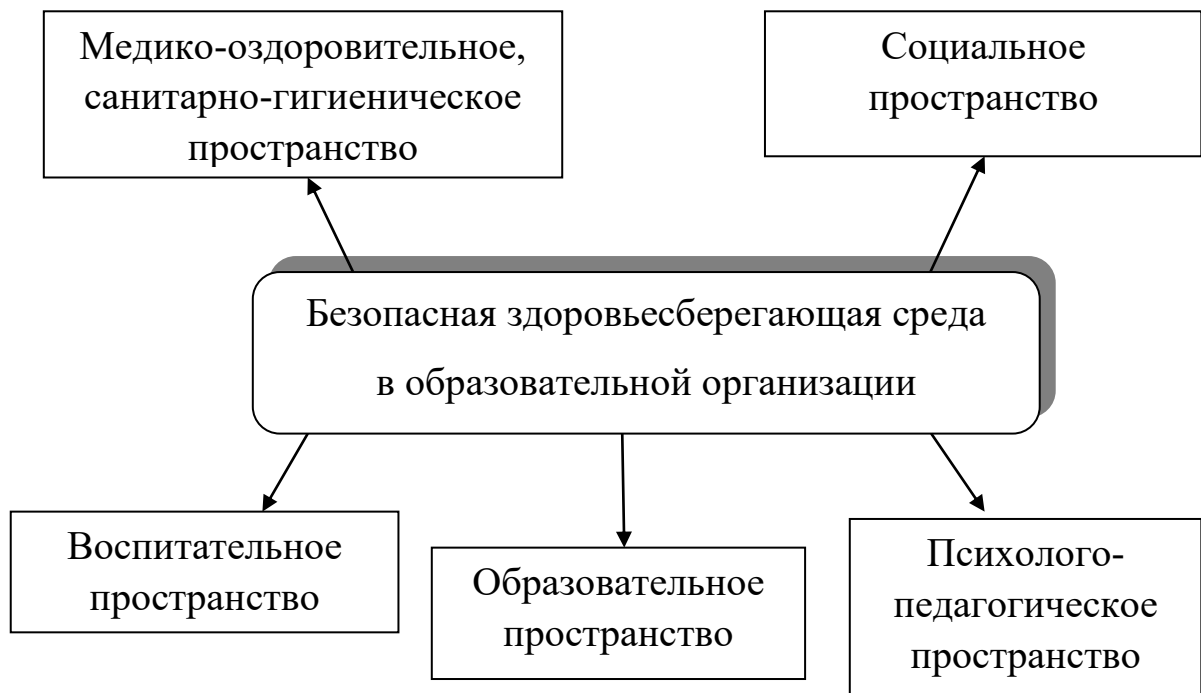 Медико-оздоровительное,
санитарно-гигиеническое
пространство
Социальное
пространство
Безопасная здоровьесберегающая среда
в образовательной организации
Воспитательное
пространство
Образовательное
пространство
Психолого-
педагогическое
пространство